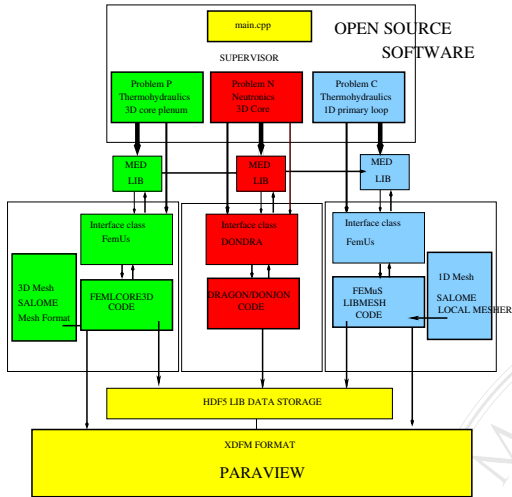 main.cpp
OPEN SOURCE
SOFTWARE
SUPERVISOR
Problem P
Thermohydraulics
3D core plenum
Problem N
Neutronics
3D Core
Problem C
Thermohydraulics
1D primary loop
MED
LIB
MED
LIB
MED
LIB
Interface class
FemUs
Interface class
DONDRA
Interface class
FemUs
3D Mesh
SALOME
Mesh Format
FEMLCORE3D
CODE
DRAGON/DONJON
CODE
FEMuS
LIBMESH
CODE
1D Mesh
SALOME
LOCAL MESHER
HDF5 LIB DATA STORAGE
XDFM FORMAT
PARAVIEW
M